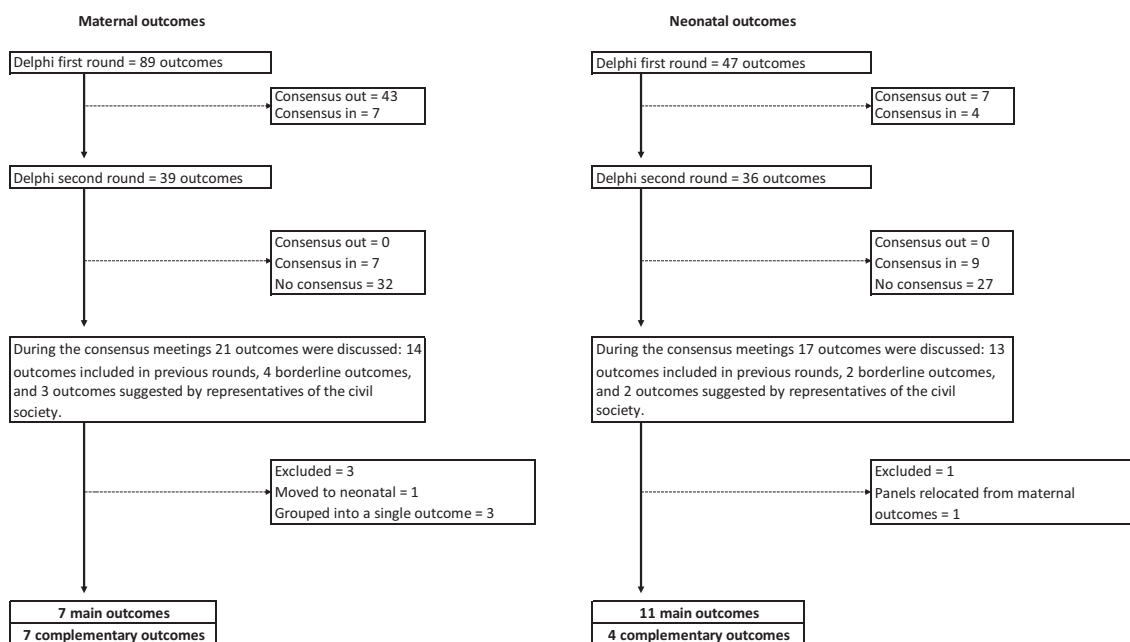 Maternal outcomes
Delphi first round = 89 outcomes
Consensus out = 43
Consensus in = 7
Delphi second round = 39 outcomes
Consensus out = 0
Consensus in = 7
No consensus = 32
During the consensus meetings 21 outcomes were discussed: 14
outcomes included in previous rounds, 4 borderline outcomes,
and 3 outcomes suggested by representatives of the civil
society.
Excluded = 3
Moved to neonatal = 1
Grouped into a single outcome = 3
7 main outcomes
7 complementary outcomes
Neonatal outcomes
Delphi first round = 47 outcomes
Consensus out = 7
Consensus in = 4
Delphi second round = 36 outcomes
Consensus out = 0
Consensus in = 9
No consensus = 27
During the consensus meetings 17 outcomes were discussed: 13
outcomes included in previous rounds, 2 borderline outcomes,
and 2 outcomes suggested by representatives of the civil
society.
Excluded = 1
Panels relocated from maternal
outcomes = 1
11 main outcomes
4 complementary outcomes